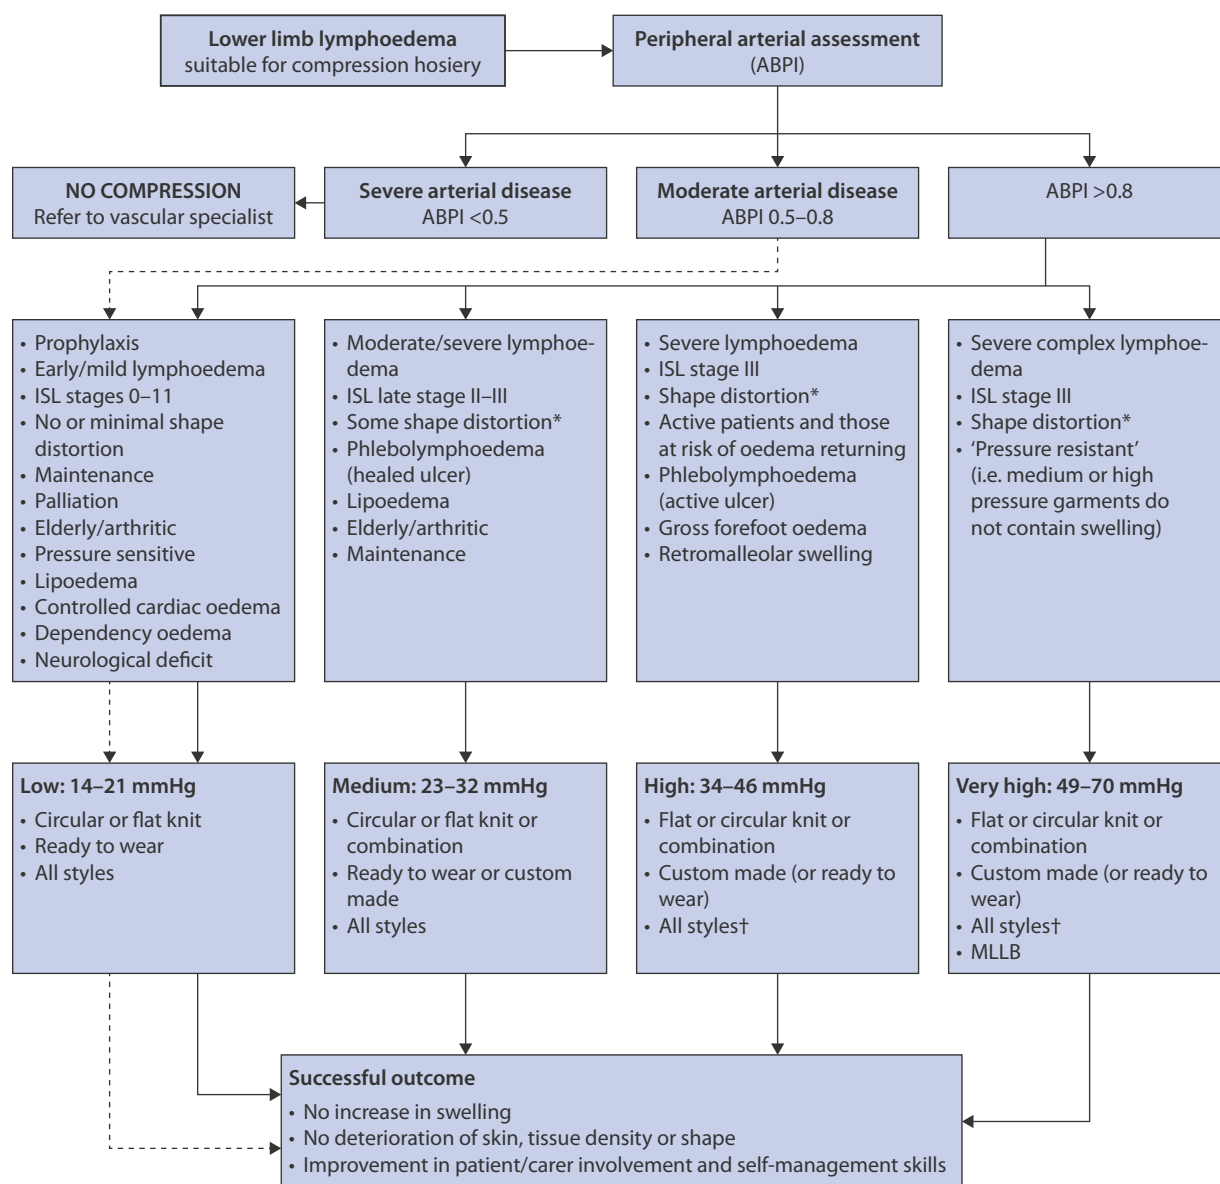 Lower limb lymphoedema
suitable for compression hosiery
Peripheral arterial assessment
(ABPI)
NO COMPRESSION
Refer to vascular specialist
Severe arterial disease
ABPI <0.5
Moderate arterial disease
ABPI 0.5–0.8
ABPI >0.8
• Prophylaxis
• Early/mild lymphoedema
• ISL stages 0–11
• No or minimal shape
distortion
• Maintenance
• Palliation
• Elderly/arthritic
• Pressure sensitive
• Lipoedema
• Controlled cardiac oedema
• Dependency oedema
• Neurological deficit
• Moderate/severe lymphoe-
dema
• ISL late stage II–III
• Some shape distortion*
• Phlebolymphoedema
(healed ulcer)
• Lipoedema
• Elderly/arthritic
• Maintenance
• Severe lymphoedema
• ISL stage III
• Shape distortion*
• Active patients and those
at risk of oedema returning
• Phlebolymphoedema
(active ulcer)
• Gross forefoot oedema
• Retromalleolar swelling
• Severe complex lymphoe-
dema
• ISL stage III
• Shape distortion*
• ‘Pressure resistant’
(i.e. medium or high
pressure garments do
not contain swelling)
Low: 14–21 mmHg
• Circular or flat knit
• Ready to wear
• All styles
Medium: 23–32 mmHg
• Circular or flat knit or
combination
• Ready to wear or custom
made
• All styles
High: 34–46 mmHg
• Flat or circular knit or
combination
• Custom made (or ready to
wear)
• All styles†
Very high: 49–70 mmHg
• Flat or circular knit or
combination
• Custom made (or ready to
wear)
• All styles†
• MLLB
Successful outcome
• No increase in swelling
• No deterioration of skin, tissue density or shape
• Improvement in patient/carer involvement and self-management skills